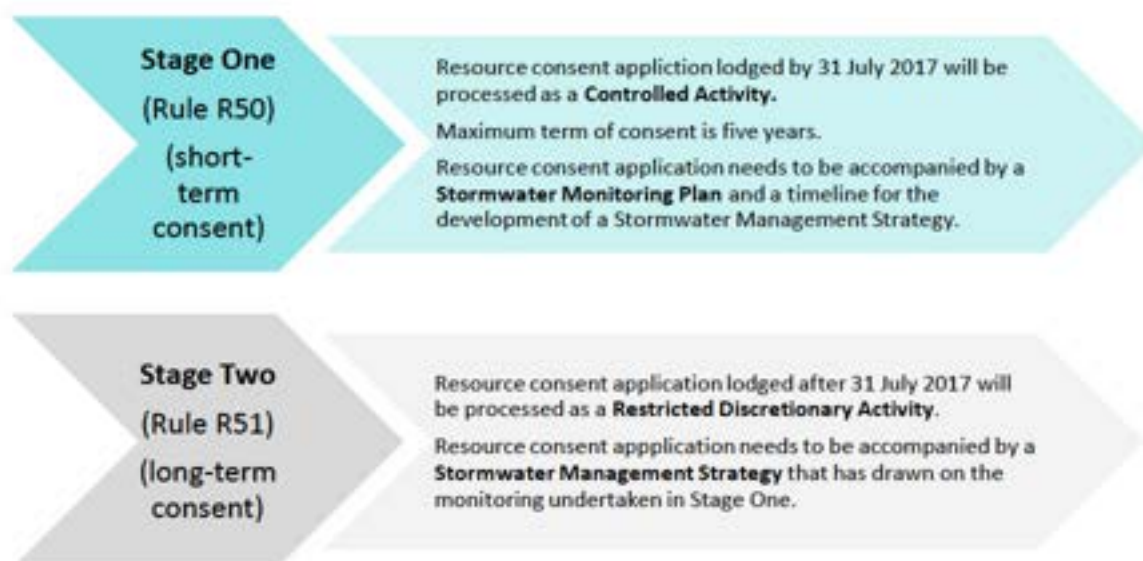 Stage One
(Rule R50)
(short-
term
consent)
Resource consent appliction lodged by 31 July 2017 will be
processed as a Controlled Activity.
Maximum term of consent is five years.
Resource consent application needs to be accompanied by a
Stormwater Monitoring Plan and a timeline for the
development of a Stormwater Management Strategy.
Stage Two
(Rule R51)
(long-term
consent)
Resource consent application lodged after 31 July 2017 will
be processed as a Restricted Discretionary Activity.
Resource consent appplication needs to be accompanied by a
Stormwater Management Strategy that has drawn on the
monitoring undertaken in Stage One.